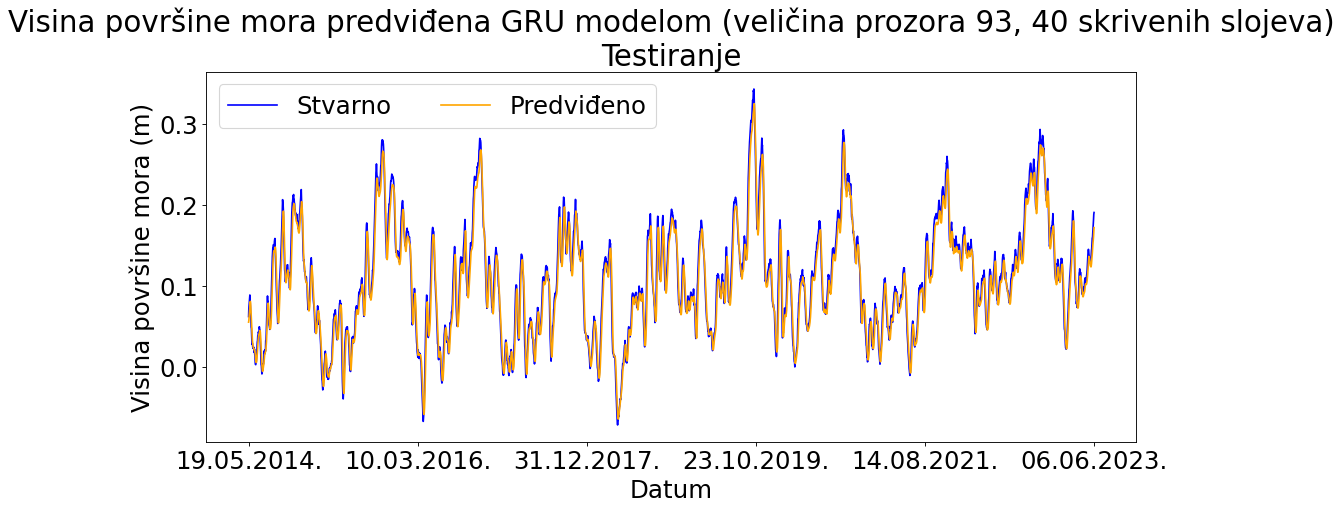 Visina površine mora predviđena GRU modelom (veličina prozora 93, 40 skrivenih slojeva)
Testiranje
Stvarno
Predviđeno
Visina površine mora (m)
0.3
0.2
0.1
0.0
19.05.2014.
10.03.2016.
31.12.2017.
23.10.2019.
14.08.2021.
06.06.2023.
Datum